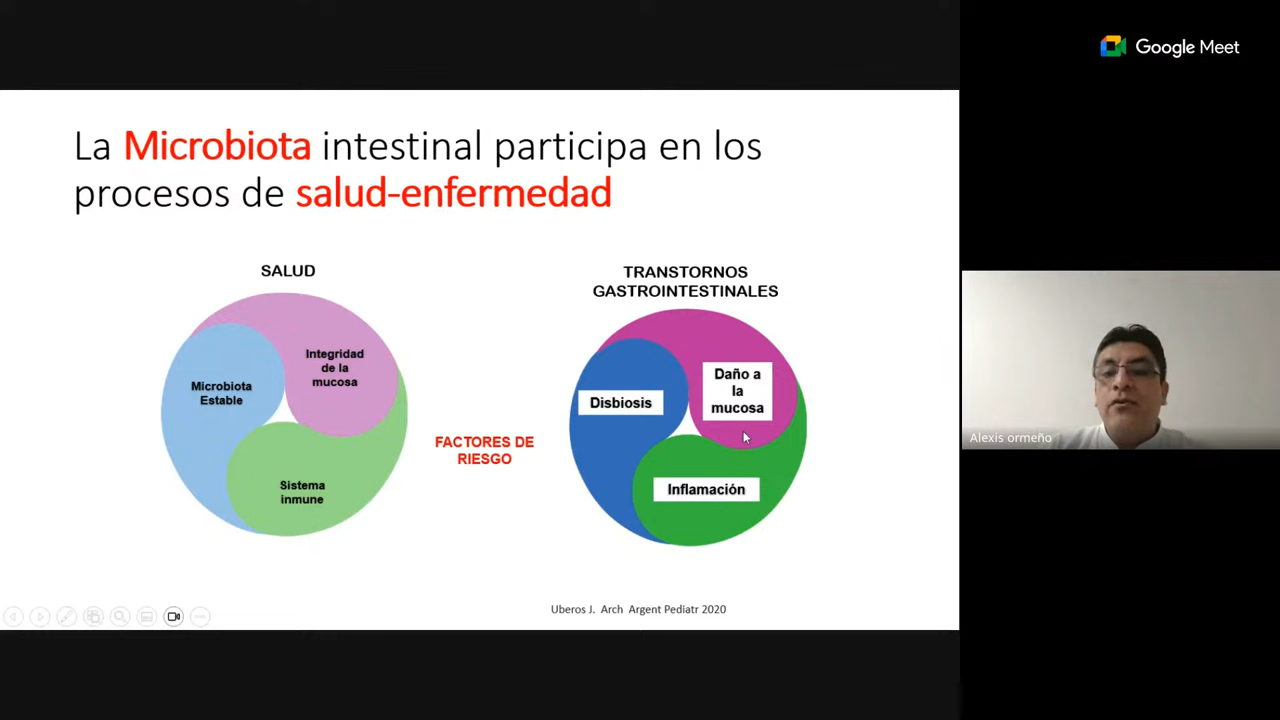 Google Meet
La Microbiota intestinal participa en los
procesos de salud-enfermedad
SALUD
Microbiota
Estable
Integridad
de la
mucosa
Sistema
inmune
FACTORES DE
RIESGO
TRANSTORNOS
GASTROINTESTINALES
Disbiosis
Daño a
la
mucosa
Inflamación
Uberos J. Arch Argent Pediatr 2020
Alexis ormeño